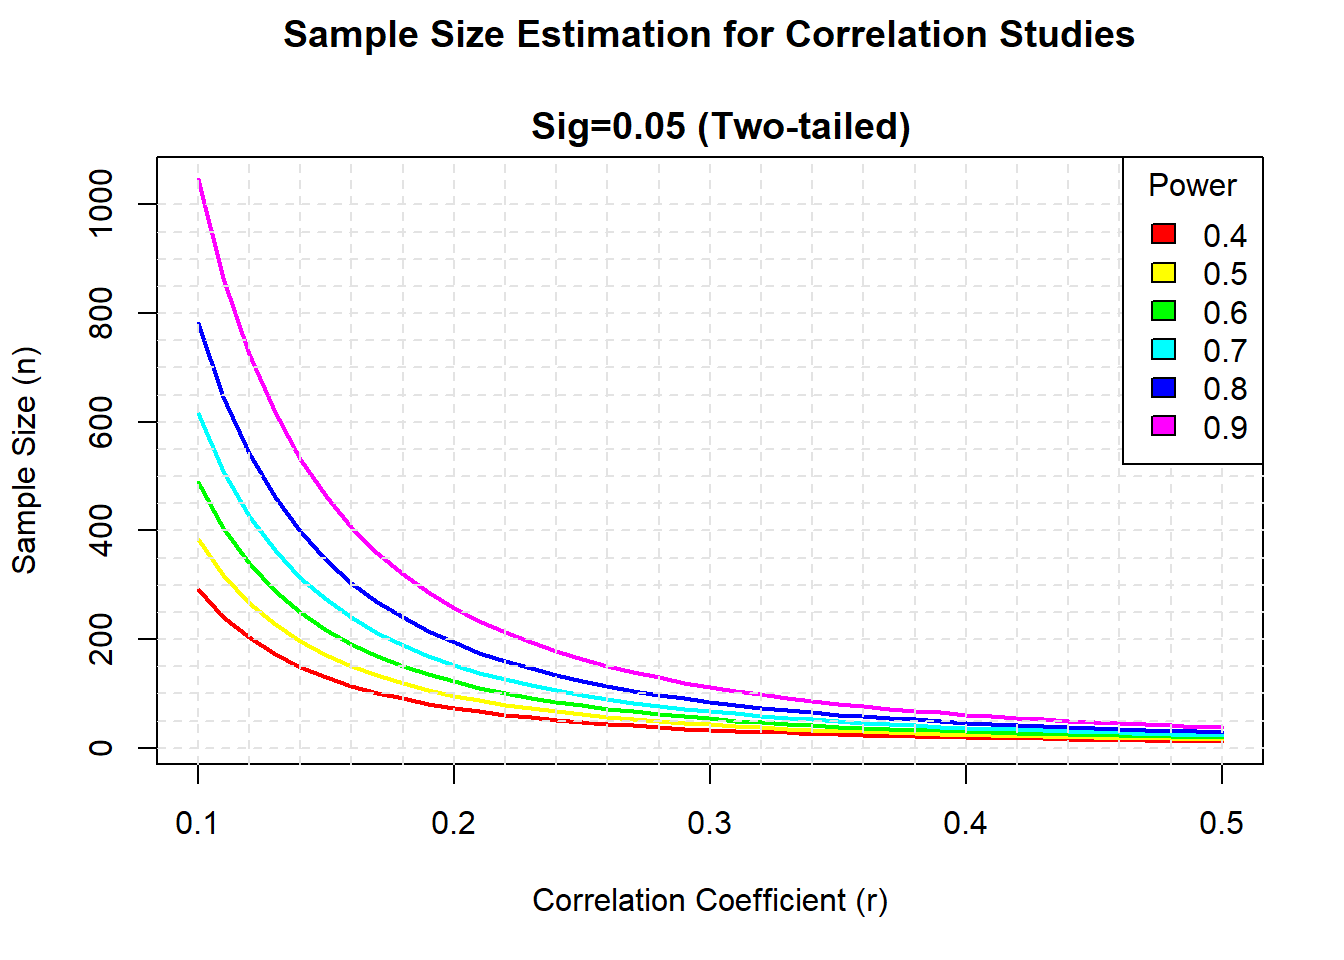 Sample Size Estimation for Correlation Studies
Sig=0.05 (Two-tailed)
Sample Size (n)
1000
800
600
400
200
0
Power
0.4
0.5
0.6
0.7
0.8
0.9
0.1 0.2 0.3 0.4 0.5
Correlation Coefficient (r)